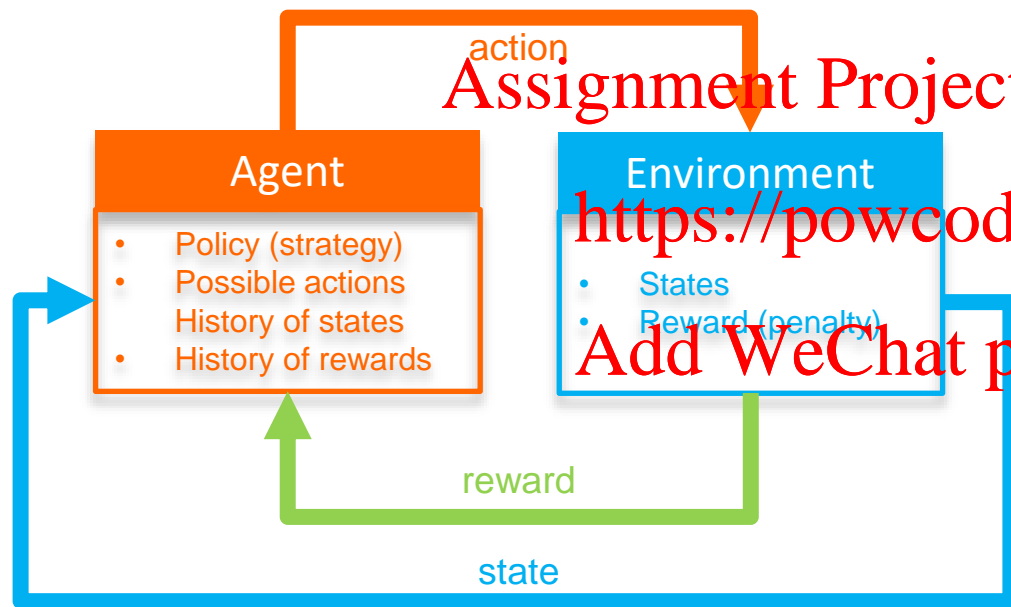 action
Assignment Projec
Agent
Environment
https://powcod
• Policy (strategy)
• Possible actions
History of states
• History of rewards
• States
• Reward (penalty)
Add WeChat p
reward
state